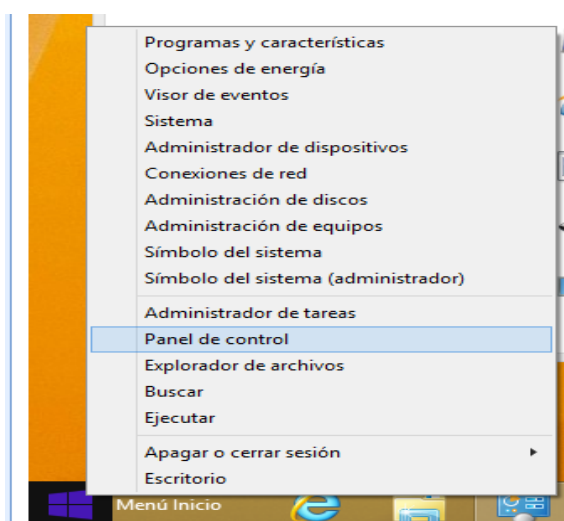 Programas y características
Opciones de energía
Visor de eventos
Sistema
Administrador de dispositivos
Conexiones de red
Administración de discos
Administración de equipos
Símbolo del sistema
Símbolo del sistema (administrador)
Administrador de tareas
Panel de control
Explorador de archivos
Buscar
Ejecutar
Apagar o cerrar sesión
Escritorio
Menú Inicio